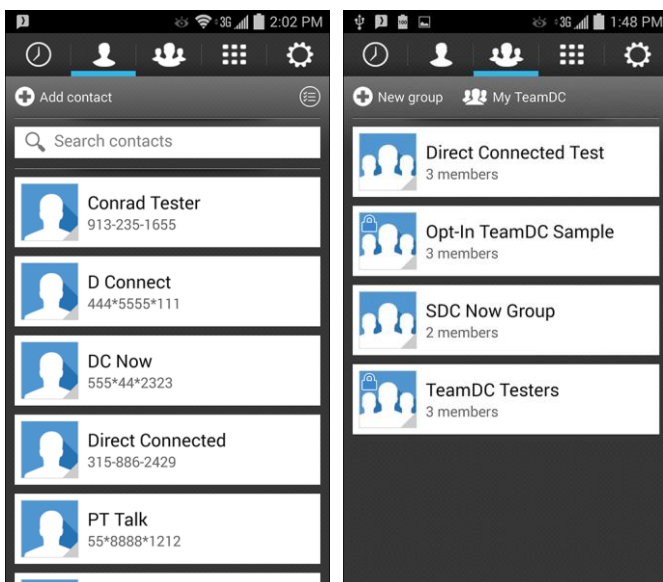 3G 2:02 PM
Add contact
Search contacts
Conrad Tester
913-235-1655
D Connect
444*5555*111
DC Now
555*44*2323
Direct Connected
315-886-2429
PT Talk
55*8888*1212
3G 1:48 PM
New group My TeamDC
Direct Connected Test
3 members
Opt-In TeamDC Sample
3 members
SDC Now Group
2 members
TeamDC Testers
3 members